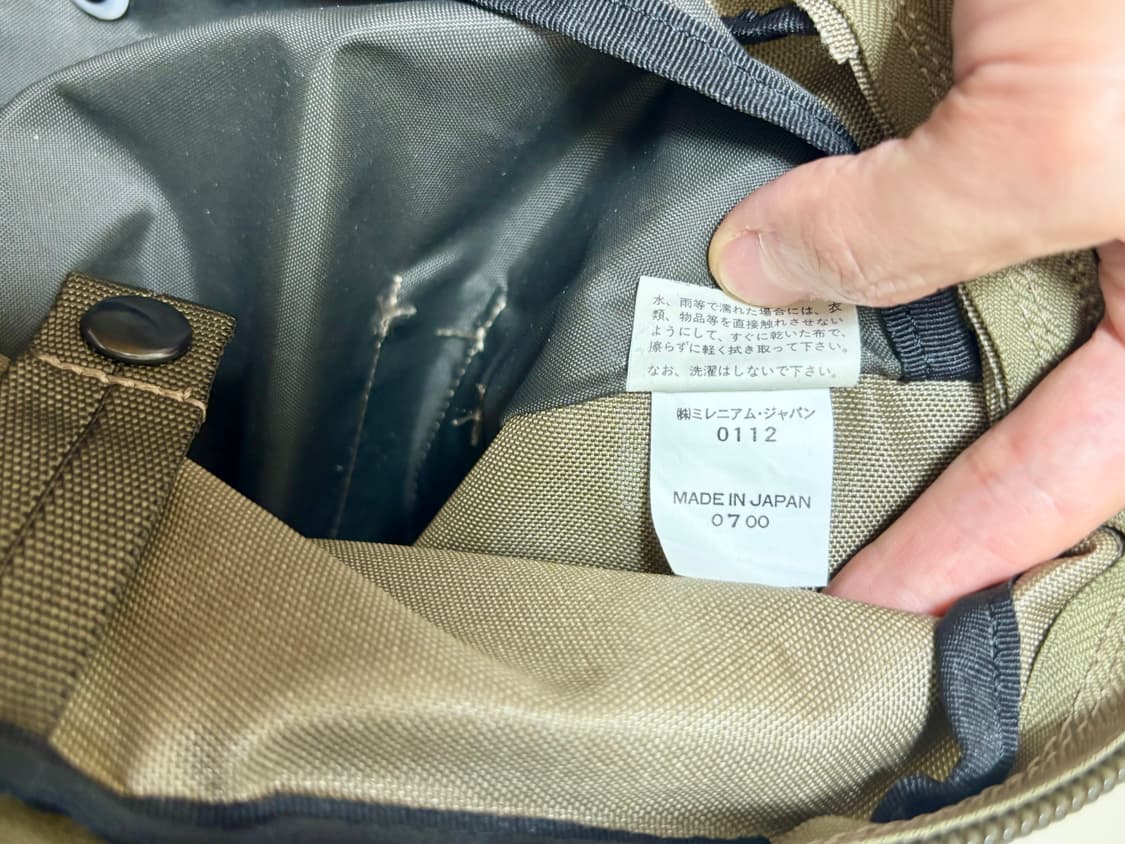 水、雨等で濡れた場合には、衣
類、物品等を直接触れさせない
ようにして、すぐに乾いた布で、
擦らずに軽く拭き取って下さい。
なお、洗濯はしないで下さい。
㈱ミレニアム・ジャパン
0112
MADE IN JAPAN
0700